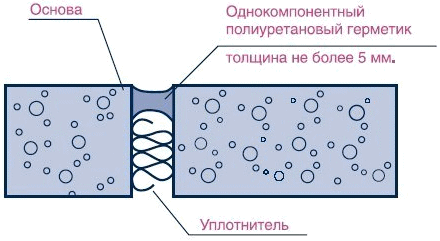 Основа
Однокомпонентный
полиуретановый герметик
толщина не более 5 мм.
Уплотнитель